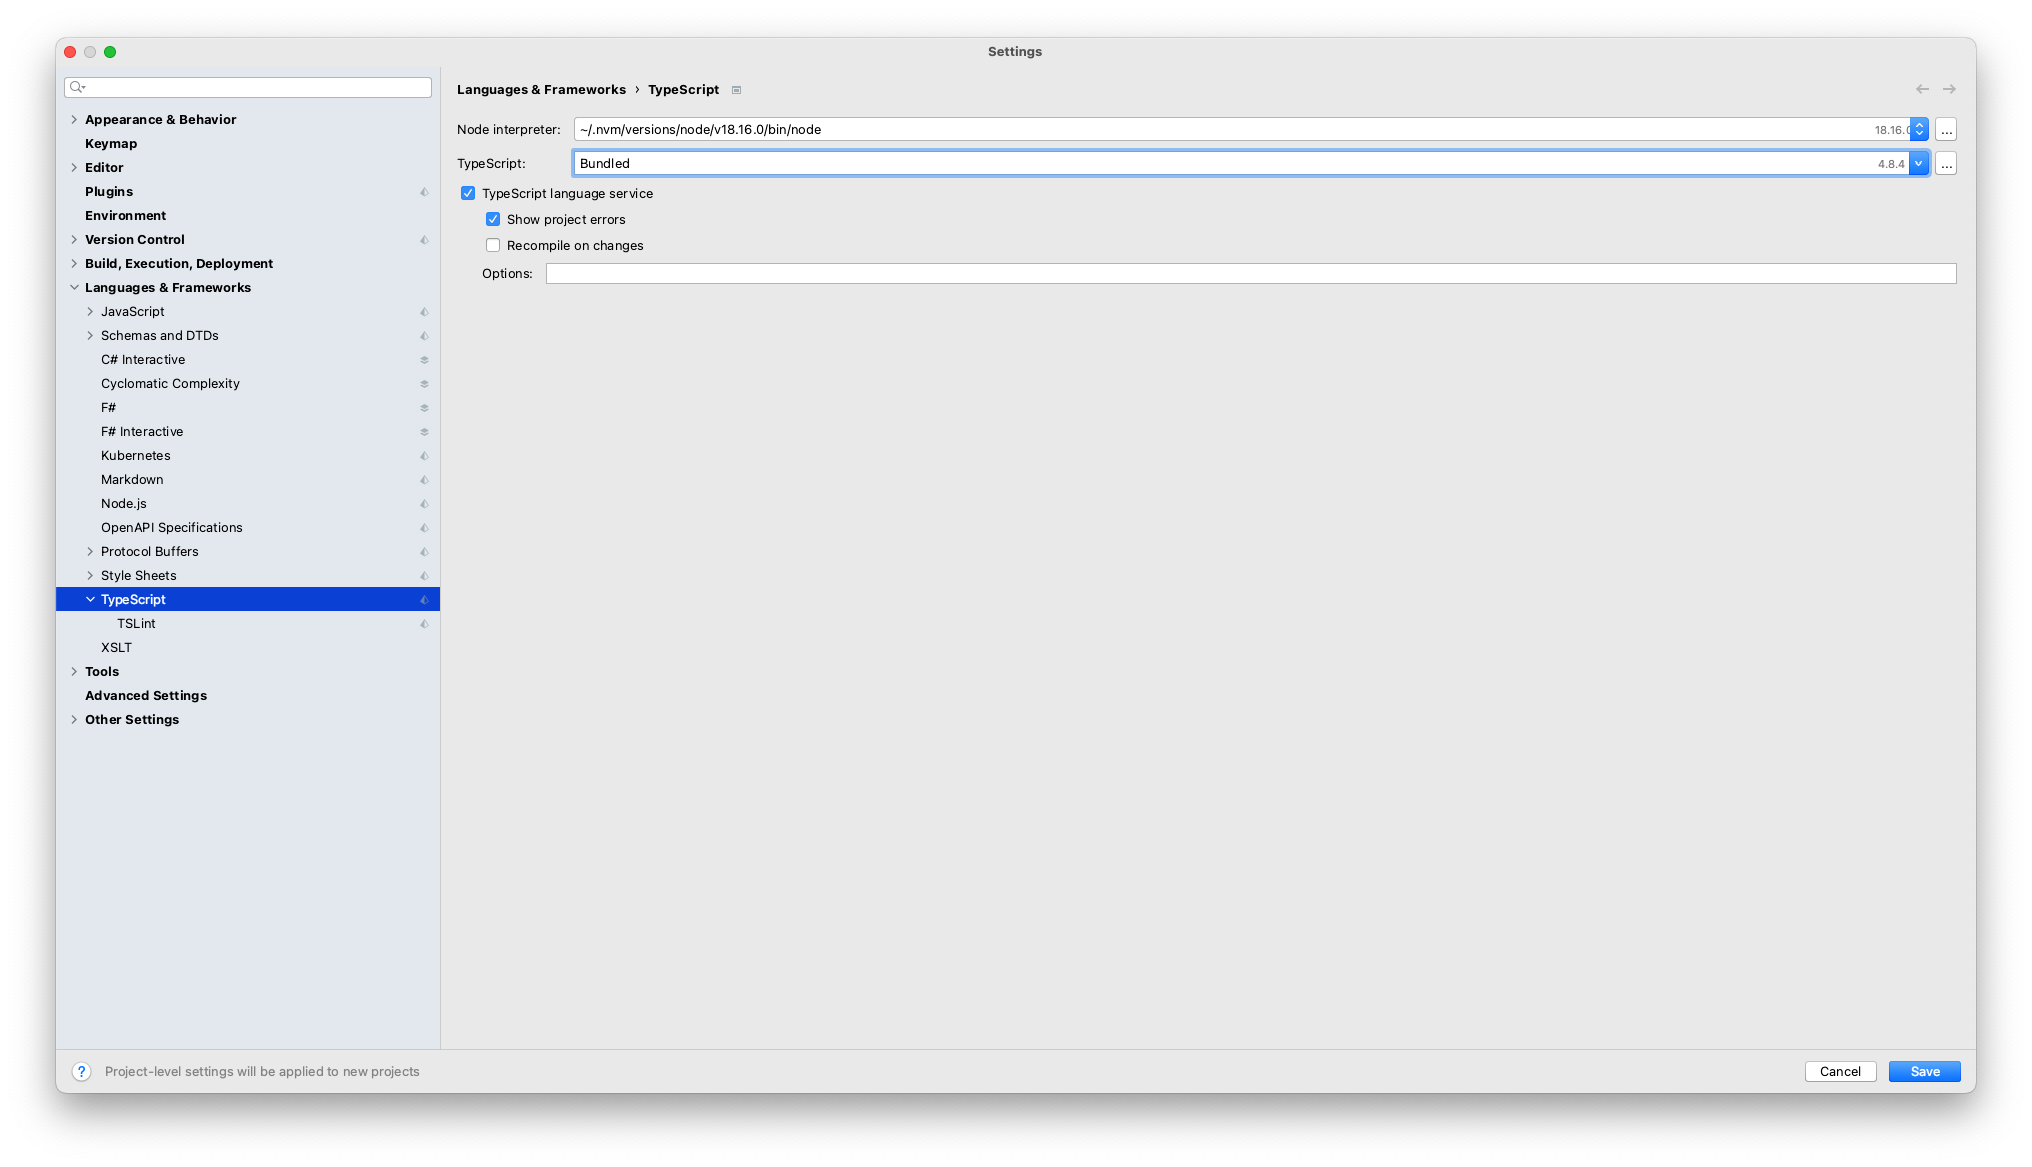 Settings
Appearance & Behavior
Keymap
Editor
Plugins
Environment
Version Control
Build, Execution, Deployment
Languages & Frameworks
JavaScript
Schemas and DTDs
C# Interactive
Cyclomatic Complexity
F#
F# Interactive
Kubernetes
Markdown
Node.js
OpenAPI Specifications
Protocol Buffers
Style Sheets
TypeScript
TSLint
XSLT
Tools
Advanced Settings
Other Settings
Languages & Frameworks › TypeScript
Node interpreter: ~/.nvm/versions/node/v18.16.0/bin/node 18.16.0 ...
TypeScript: Bundled 4.8.4 ...
TypeScript language service
Show project errors
Recompile on changes
Options:
? Project-level settings will be applied to new projects
Cancel Save